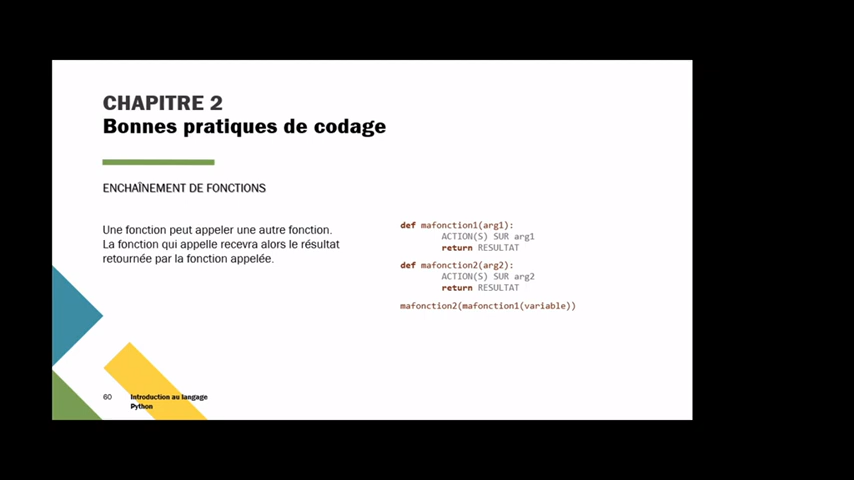 CHAPITRE 2
Bonnes pratiques de codage
ENCHAÎNEMENT DE FONCTIONS
Une fonction peut appeler une autre fonction.
La fonction qui appelle recevra alors le résultat
retournée par la fonction appelée.
def mafonction1(arg1):
ACTION(S) SUR arg1
return RESULTAT
def mafonction2(arg2):
ACTION(S) SUR arg2
return RESULTAT
mafonction2(mafonction1(variable))
60
Introduction au langage
Python